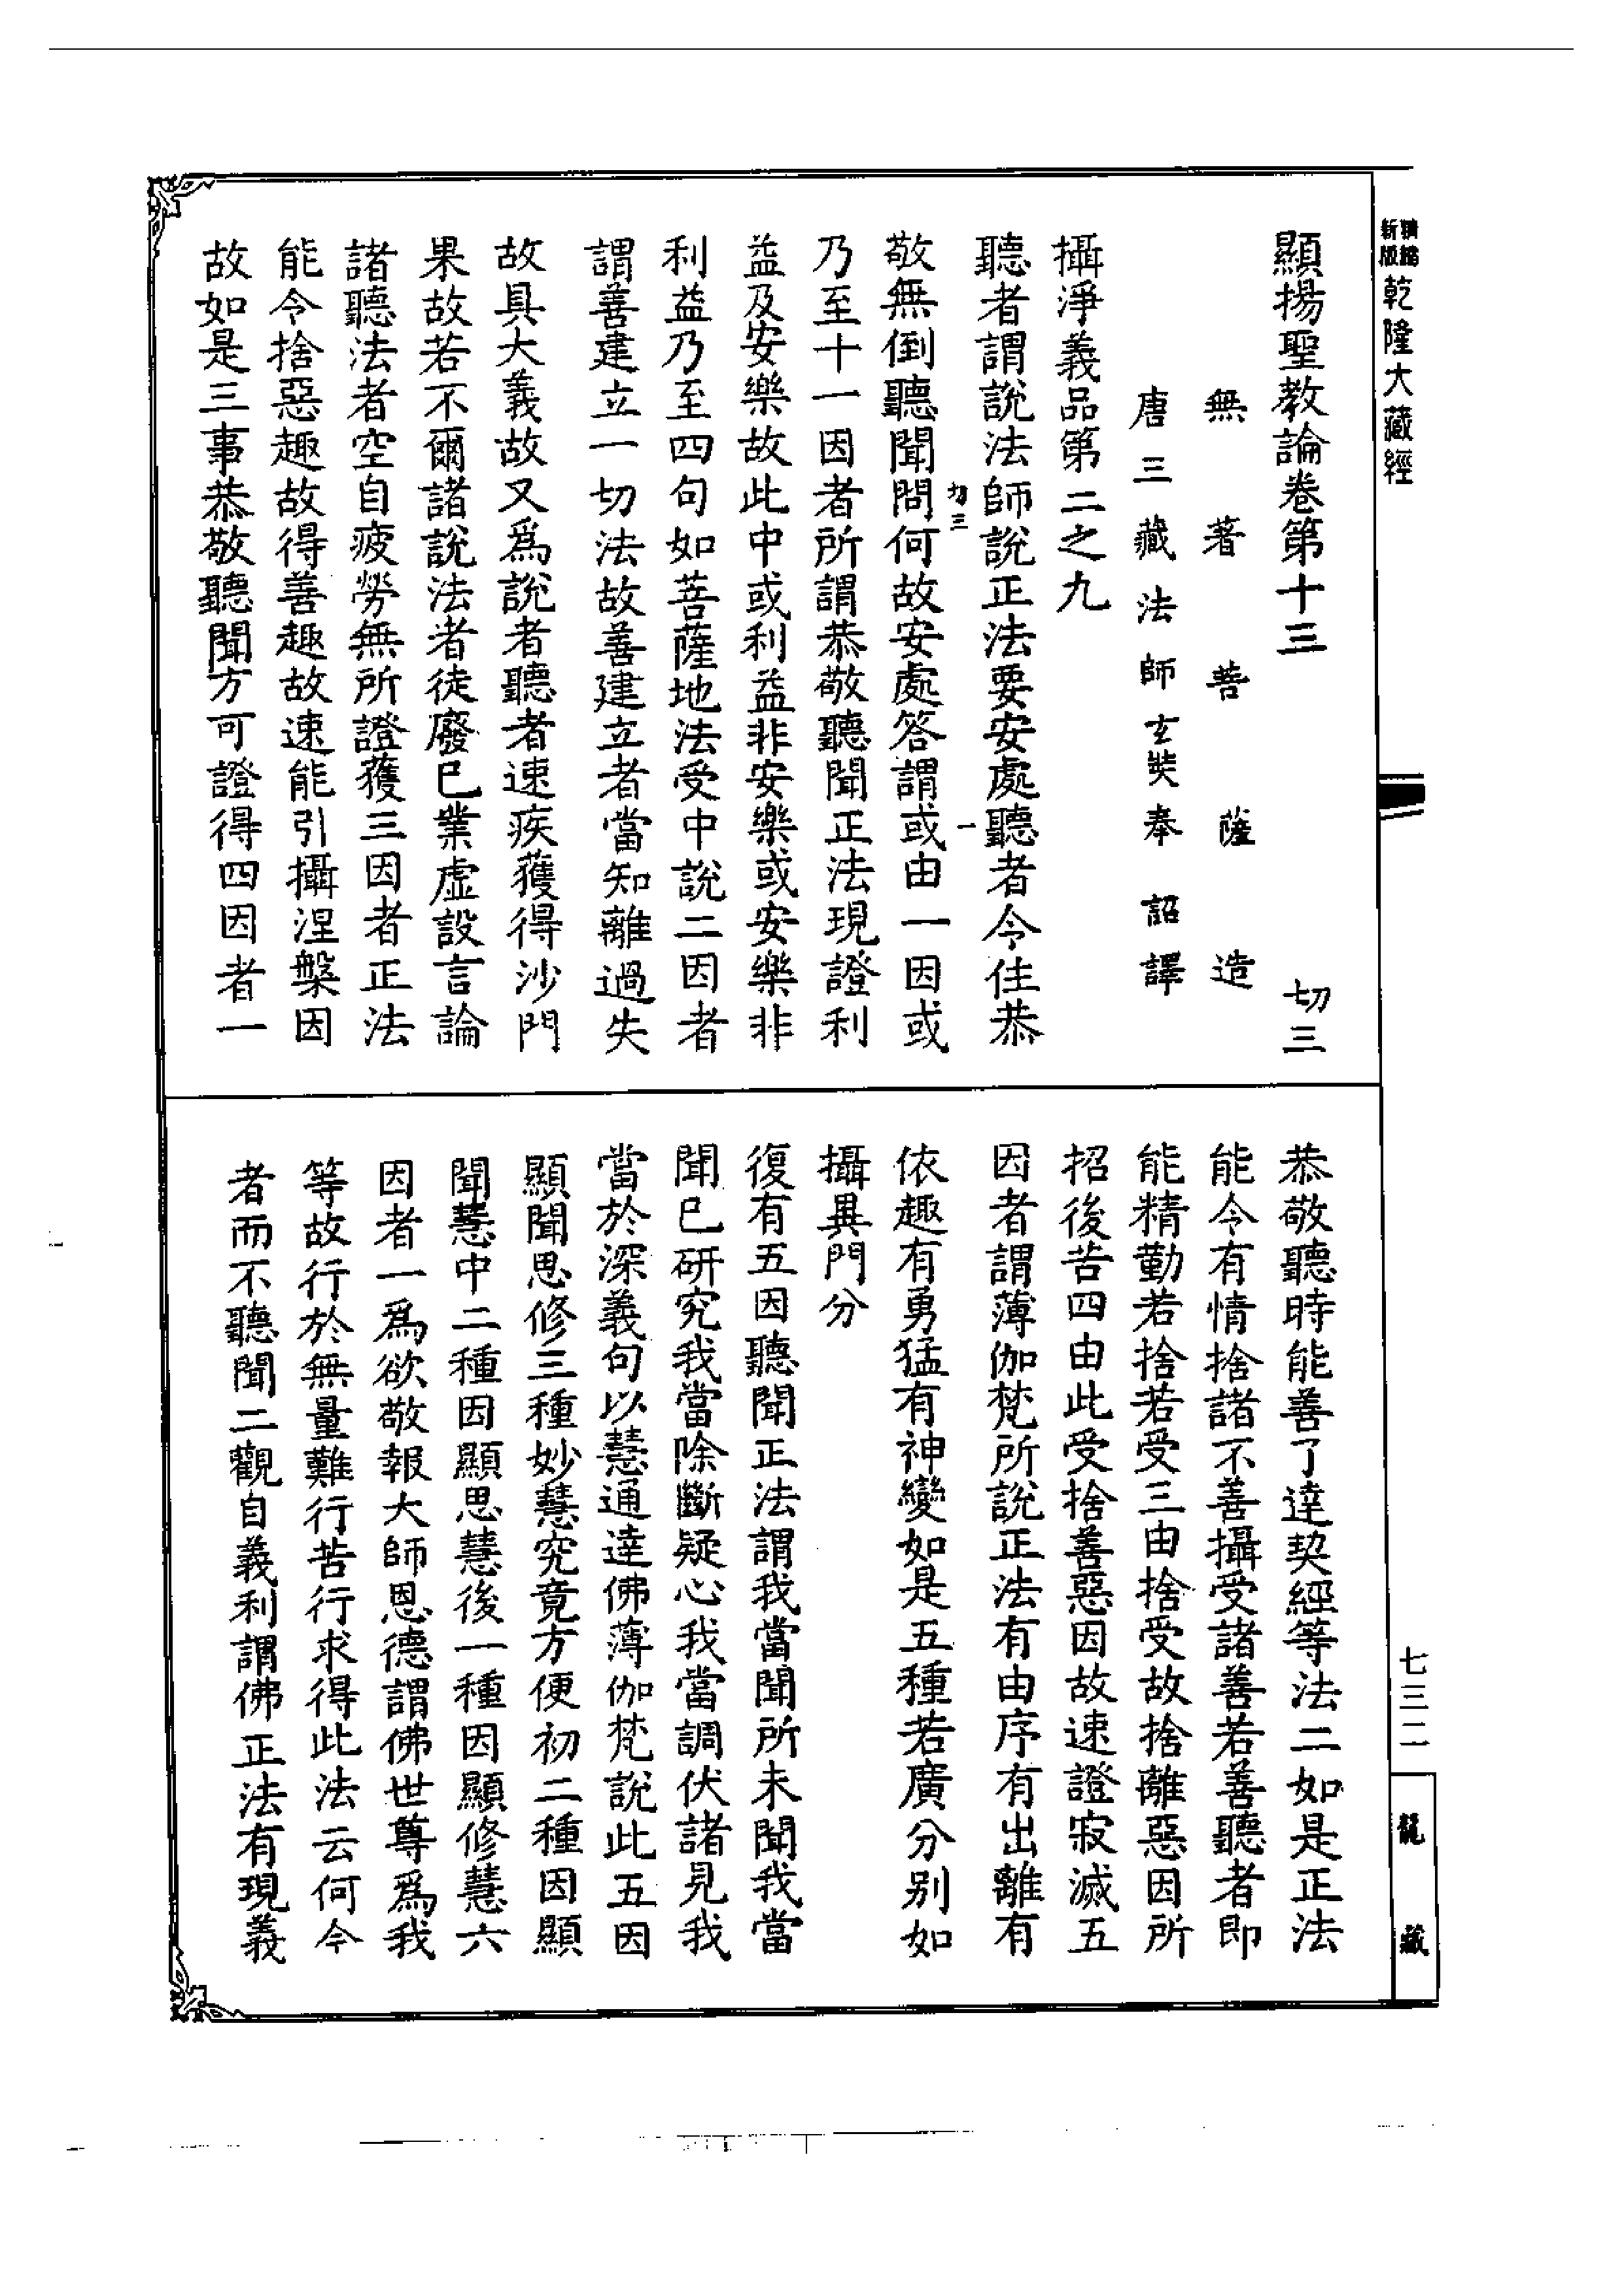 新版精縮乾隆大藏經
顯揚聖教論卷第十三 切三
無著菩薩造
唐三藏法師玄奘奉詔譯
攝淨義品第二之九
聽者謂說法師說正法要安處聽者令住恭
切三 一
敬無倒聽聞問何故安處答謂或由一因或
乃至十一因者所謂恭敬聽聞正法現證利
益及安樂故此中或利益非安樂或安樂非
利益乃至四句如菩薩地法受中說二因者
謂善建立一切法故善建立者當知離過失
故具大義故又爲說者聽者速疾獲得沙門
果故若不爾諸說法者徒廢已業虛設言論
諸聽法者空自疲勞無所證獲三因者正法
能令捨惡趣故得善趣故速能引攝涅槃因
故如是三事恭敬聽聞方可證得四因者一
恭敬聽時能善了達契經等法二如是正法
能令有情捨諸不善攝受諸善若善聽者即
能精勤若捨若受三由捨受故捨離惡因所
招後苦四由此受捨善惡因故速證寂滅五
因者謂薄伽梵所說正法有由序有出離有
依趣有勇猛有神變如是五種若廣分別如
攝異門分
復有五因聽聞正法謂我當聞所未聞我當
聞已研究我當除斷疑心我當調伏諸見我
當於深義句以慧通達佛薄伽梵說此五因
顯聞思修三種妙慧究竟方便初二種因顯
聞慧中二種因顯思慧後一種因顯修慧六
因者一爲欲敬報大師恩德謂佛世尊爲我
等故行於無量難行苦行求得此法云何今
者而不聽聞二觀自義利謂佛正法有現義
七三二
龍藏